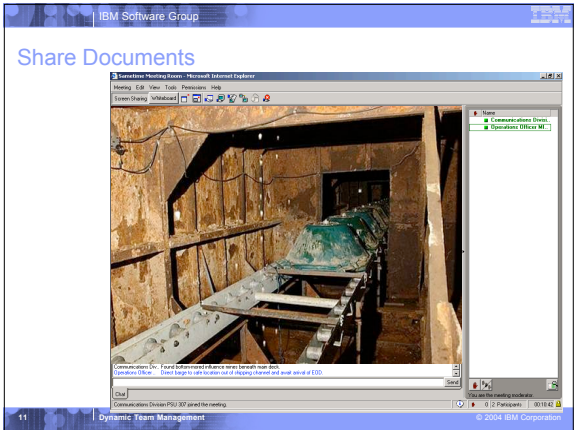 IBM Software Group
IBM
Share Documents
Sametime Meeting Room - Microsoft Internet Explorer
Meeting Edit View Tools Permissions Help
Screen Sharing Whiteboard
Name
Communications Divisi..
Operations Officer MI..
Communications Div.. Found bottom-moored influence mines beneath main deck.
Operations Officer ... Direct barge to safe location out of shipping channel and await arrival of EOD.
Send
Chat
You are the meeting moderator.
Communications Division PSU 307 joined the meeting.
0 2 Participants 00:18:42
11 Dynamic Team Management © 2004 IBM Corporation